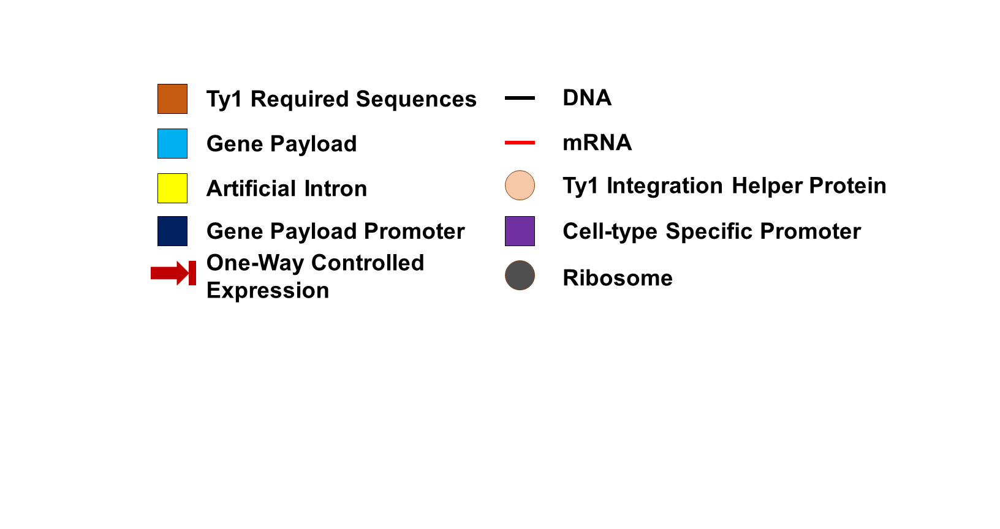 Ty1 Required Sequences
Gene Payload
Artificial Intron
Gene Payload Promoter
One-Way Controlled
Expression
DNA
mRNA
Ty1 Integration Helper Protein
Cell-type Specific Promoter
Ribosome